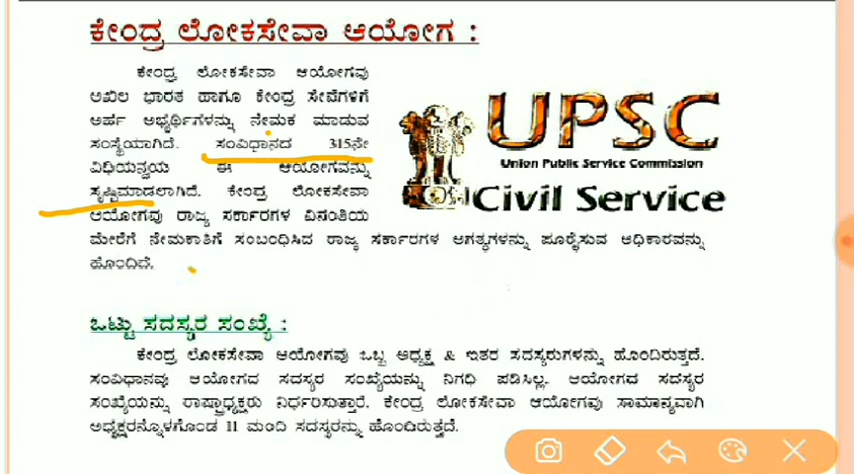 ಕೇಂದ್ರ ಲೋಕಸೇವಾ ಆಯೋಗ :
ಕೇಂದ್ರ ಲೋಕಸೇವಾ ಆಯೋಗವು
ಅಖಿಲ ಭಾರತ ಹಾಗೂ ಕೇಂದ್ರ ಸೇವೆಗಳಿಗೆ
ಅರ್ಹ ಅಭ್ಯರ್ಥಿಗಳನ್ನು ನೇಮಕ ಮಾಡುವ
ಸಂಸ್ಥೆಯಾಗಿದೆ. ಸಂವಿಧಾನದ 315ನೇ
ವಿಧಿಯನ್ವಯ ಈ ಆಯೋಗವನ್ನು
ಸೃಷ್ಟಿಮಾಡಲಾಗಿದೆ. ಕೇಂದ್ರ ಲೋಕಸೇವಾ
ಆಯೋಗವು ರಾಜ್ಯ ಸರ್ಕಾರಗಳ ವಿನಂತಿಯ
ಮೇರೆಗೆ ನೇಮಕಾತಿಗೆ ಸಂಬಂಧಿಸಿದ ರಾಜ್ಯ ಸರ್ಕಾರಗಳ ಅಗತ್ಯಗಳನ್ನು ಪೂರೈಸುವ ಅಧಿಕಾರವನ್ನು
ಹೊಂದಿದೆ.
UPSC
Union Public Service Commission
Civil Service
ಒಟ್ಟು ಸದಸ್ಯರ ಸಂಖ್ಯೆ :
ಕೇಂದ್ರ ಲೋಕಸೇವಾ ಆಯೋಗವು ಒಬ್ಬ ಅಧ್ಯಕ್ಷ & ಇತರ ಸದಸ್ಯರುಗಳನ್ನು ಹೊಂದಿರುತ್ತದೆ.
ಸಂವಿಧಾನವು ಆಯೋಗದ ಸದಸ್ಯರ ಸಂಖ್ಯೆಯನ್ನು ನಿಗಧಿ ಪಡಿಸಿಲ್ಲ. ಆಯೋಗದ ಸದಸ್ಯರ
ಸಂಖ್ಯೆಯನ್ನು ರಾಷ್ಟ್ರಾಧ್ಯಕ್ಷರು ನಿರ್ಧರಿಸುತ್ತಾರೆ. ಕೇಂದ್ರ ಲೋಕಸೇವಾ ಆಯೋಗವು ಸಾಮಾನ್ಯವಾಗಿ
ಅಧ್ಯಕ್ಷರನ್ನೊಳಗೊಂಡ 11 ಮಂದಿ ಸದಸ್ಯರನ್ನು ಹೊಂದಿರುತ್ತದೆ.